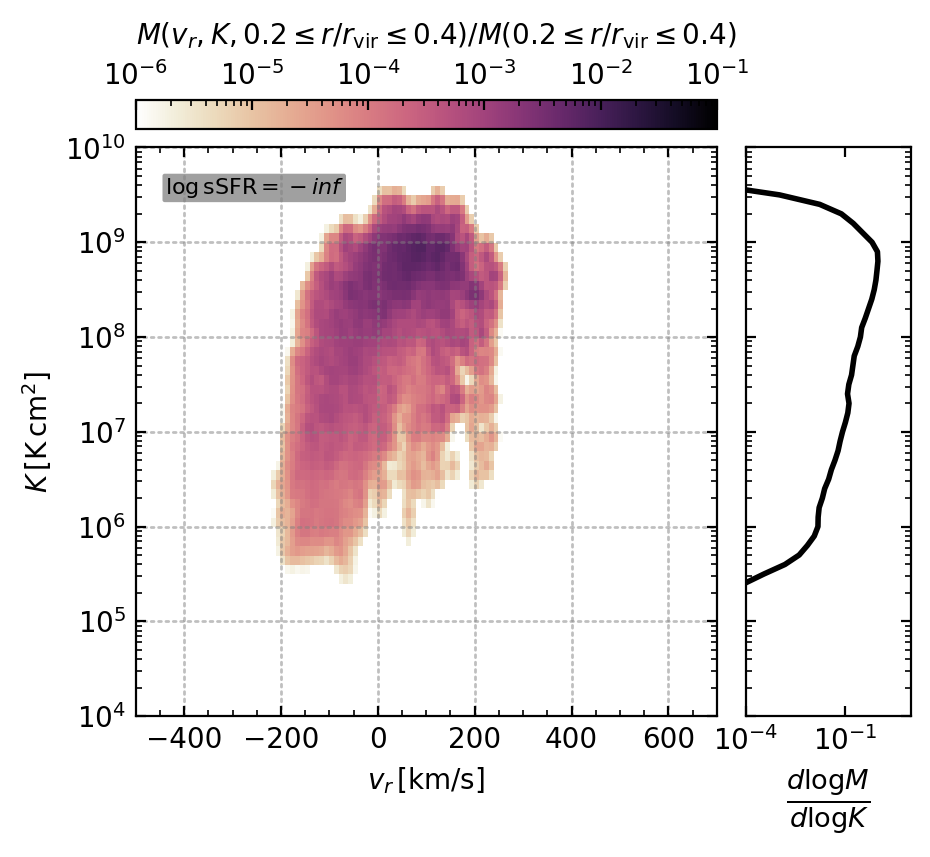 M(v_r, K, 0.2 ≤ r/r_vir ≤ 0.4)/M(0.2 ≤ r/r_vir ≤ 0.4)
10^−6 10^−5 10^−4 10^−3 10^−2 10^−1
log sSFR = −inf
10^10
10^9
10^8
10^7
10^6
10^5
10^4
K [K cm^2]
−400 −200 0 200 400 600
v_r [km/s]
10^−4 10^−1
dlogM
dlogK